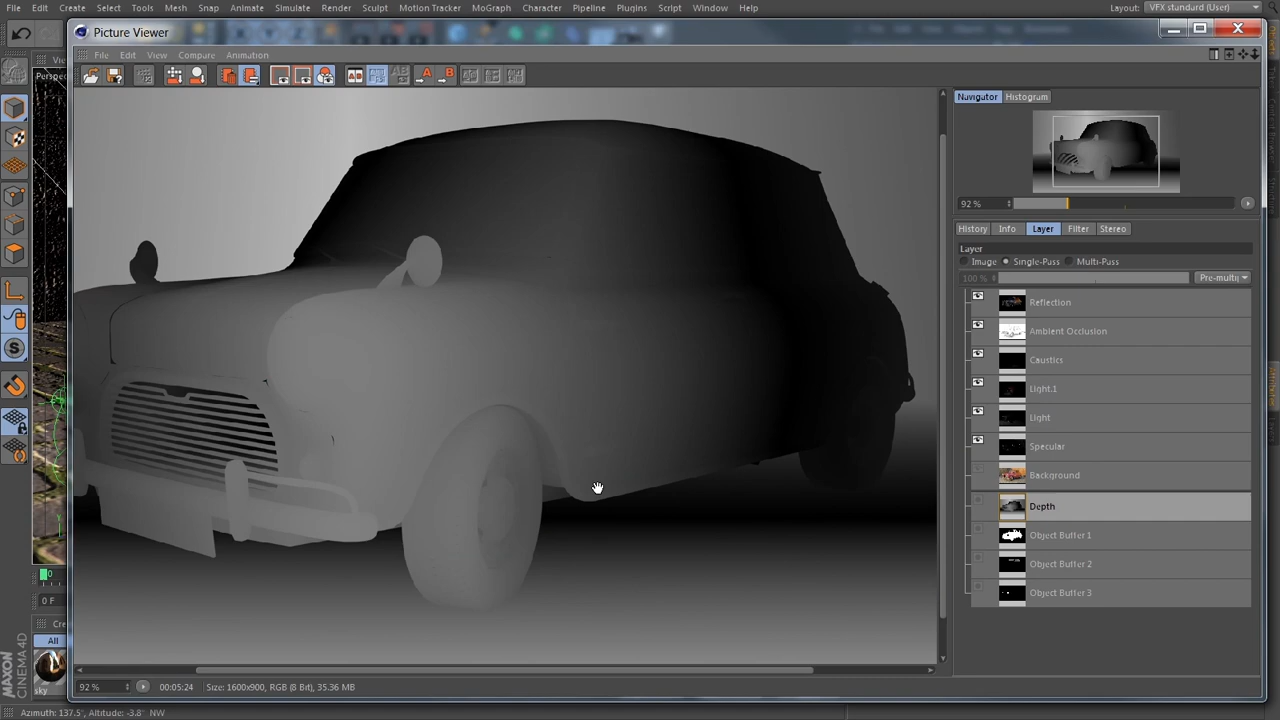 File Edit Create Select Tools Mesh Snap Animate Simulate Render Sculpt Motion Tracker MoGraph Character Pipeline Plugins Script Window Help Layout: VFX standard (User)
Picture Viewer
File Edit View Compare Animation
Navigator Histogram
92 %
History Info Layer Filter Stereo
Layer
Image Single-Pass Multi-Pass
100 % Pre-multi
Reflection
Ambient Occlusion
Caustics
Light.1
Light
Specular
Background
Depth
Object Buffer 1
Object Buffer 2
Object Buffer 3
0
0 F
All
sky
MAXON CINEMA 4D
92 % 00:05:24 Size: 1600x900, RGB (8 Bit), 35.36 MB
Azimuth: 137.5°, Altitude: -3.8° NW